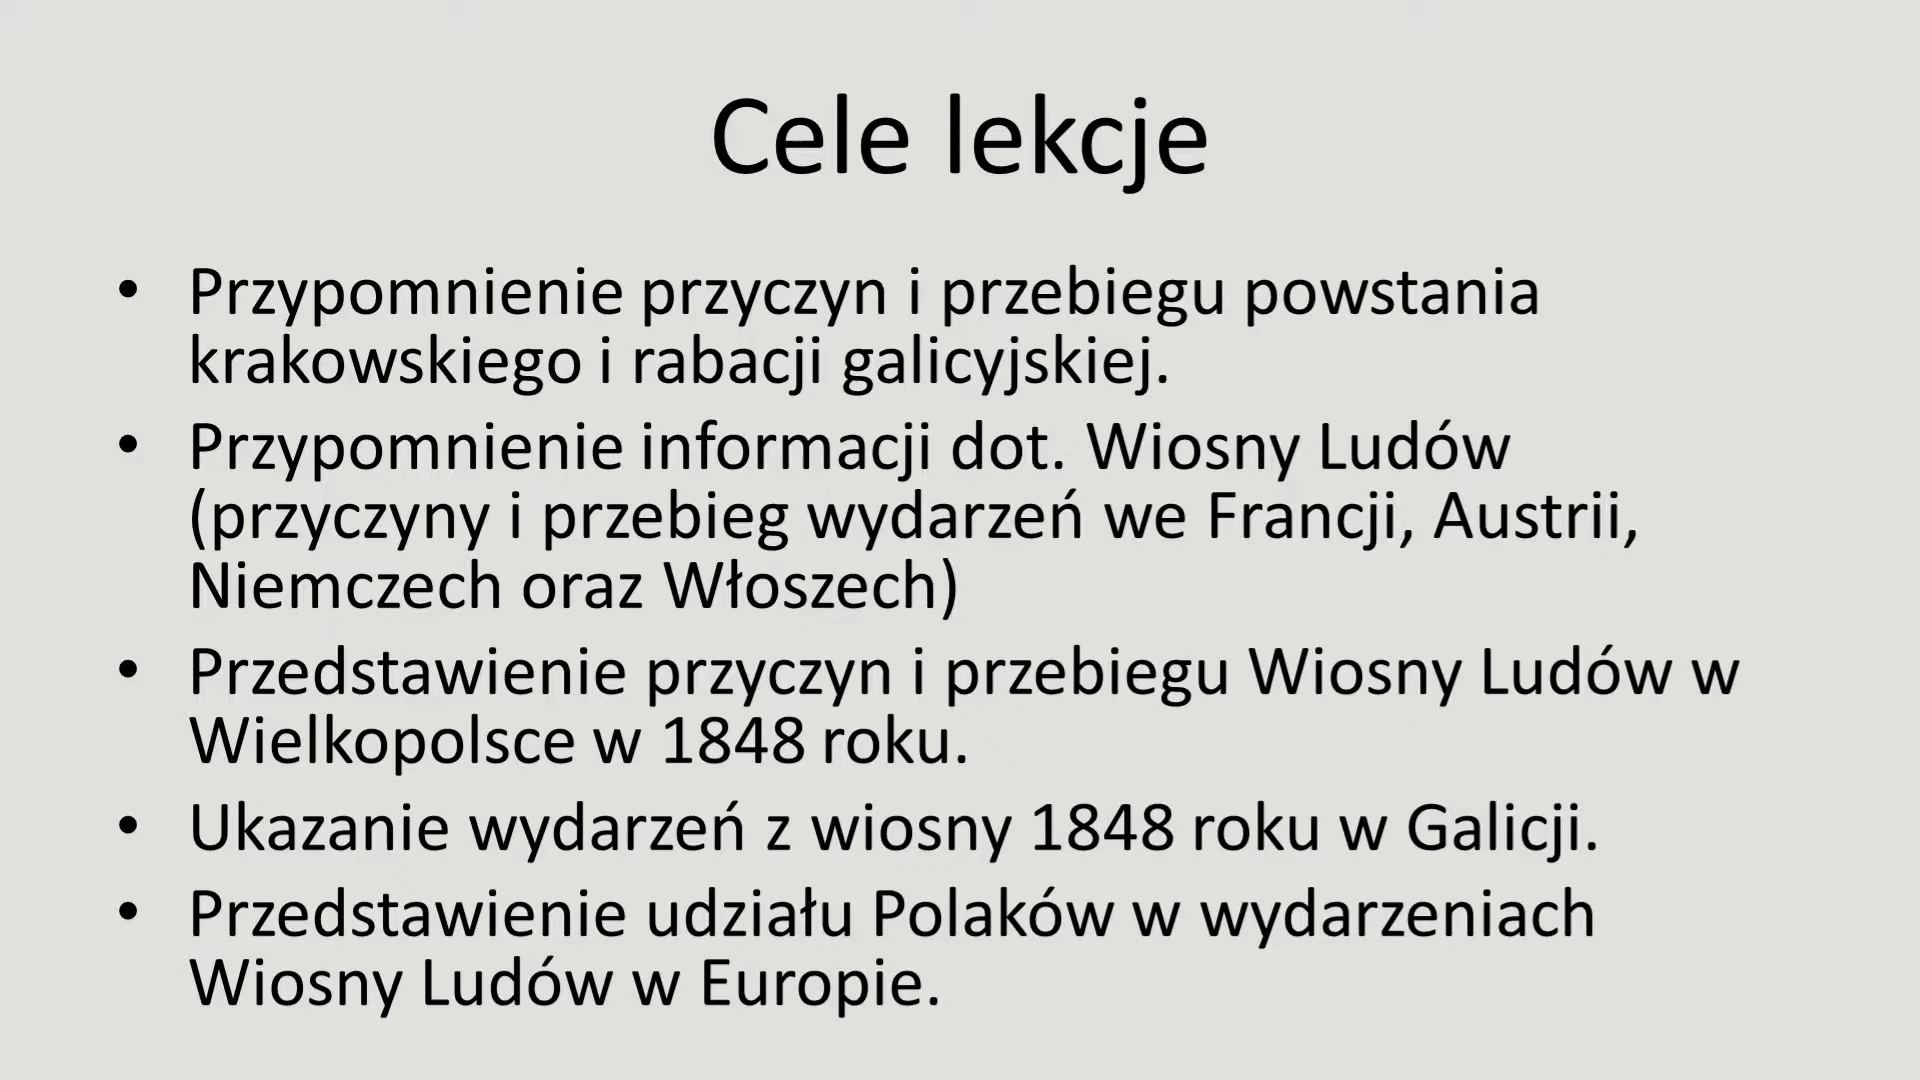 Cele lekcje
• Przypomnienie przyczyn i przebiegu powstania
krakowskiego i rabacji galicyjskiej.
• Przypomnienie informacji dot. Wiosny Ludów
(przyczyny i przebieg wydarzeń we Francji, Austrii,
Niemczech oraz Włoszech)
• Przedstawienie przyczyn i przebiegu Wiosny Ludów w
Wielkopolsce w 1848 roku.
• Ukazanie wydarzeń z wiosny 1848 roku w Galicji.
• Przedstawienie udziału Polaków w wydarzeniach
Wiosny Ludów w Europie.